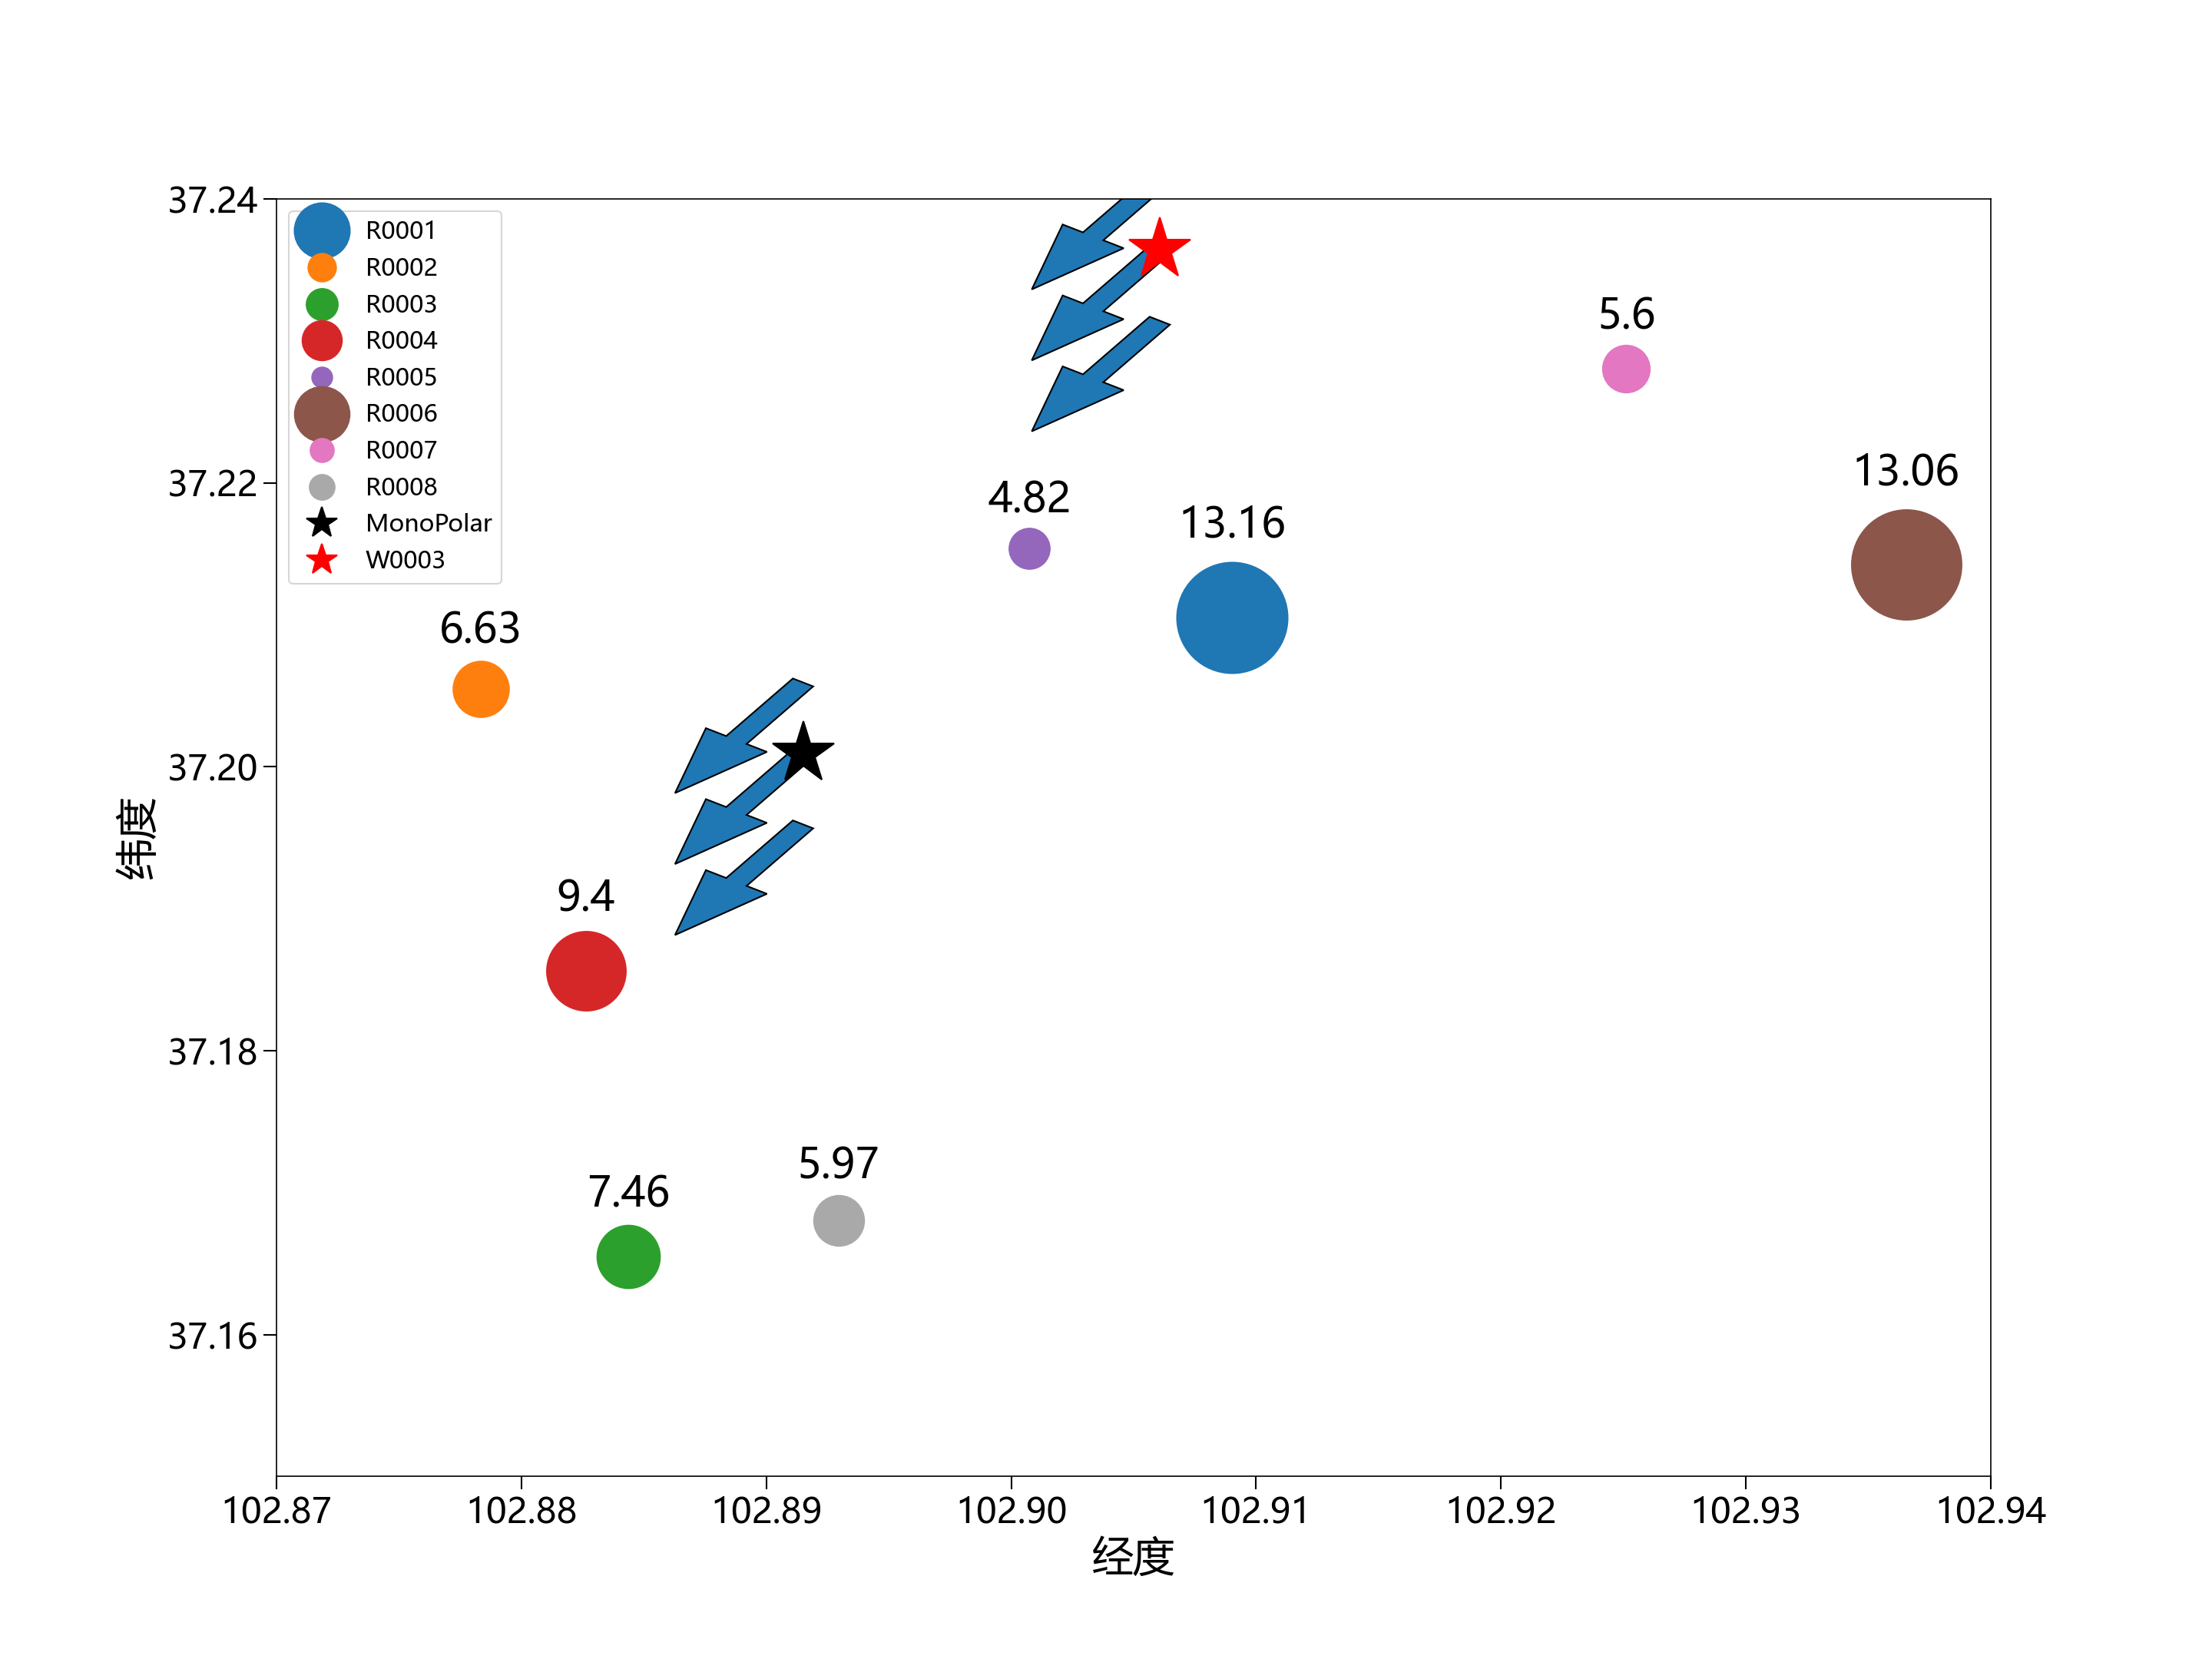 37.24
37.22
37.20
37.18
37.16
纬度
R0001
R0002
R0003
R0004
R0005
R0006
R0007
R0008
MonoPolar
W0003
5.6
13.06
4.82
13.16
6.63
9.4
5.97
7.46
102.87
102.88
102.89
102.90
102.91
102.92
102.93
102.94
经度